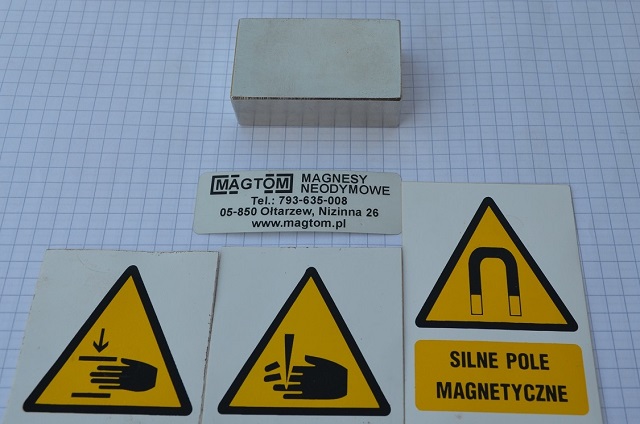 MAGTOM MAGNESY
NEODYMOWE
Tel.: 793-635-008
05-850 Ołtarzew, Nizinna 26
www.magtom.pl
SILNE POLE
MAGNETYCZNE